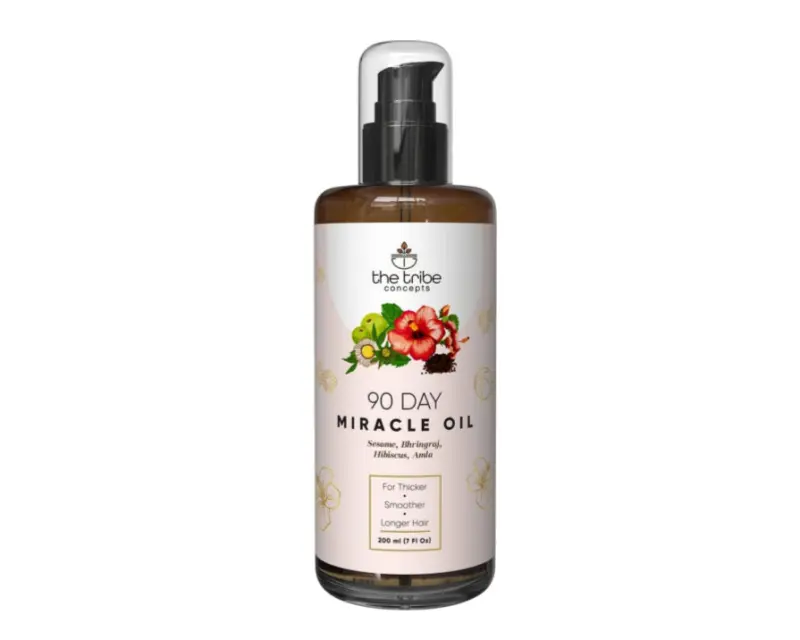 the tribe
concepts
90 DAY
MIRACLE OIL
Sesame, Bhringraj,
Hibiscus, Amla
For Thicker
•
Smoother
•
Longer Hair
200 ml (7 Fl Oz)